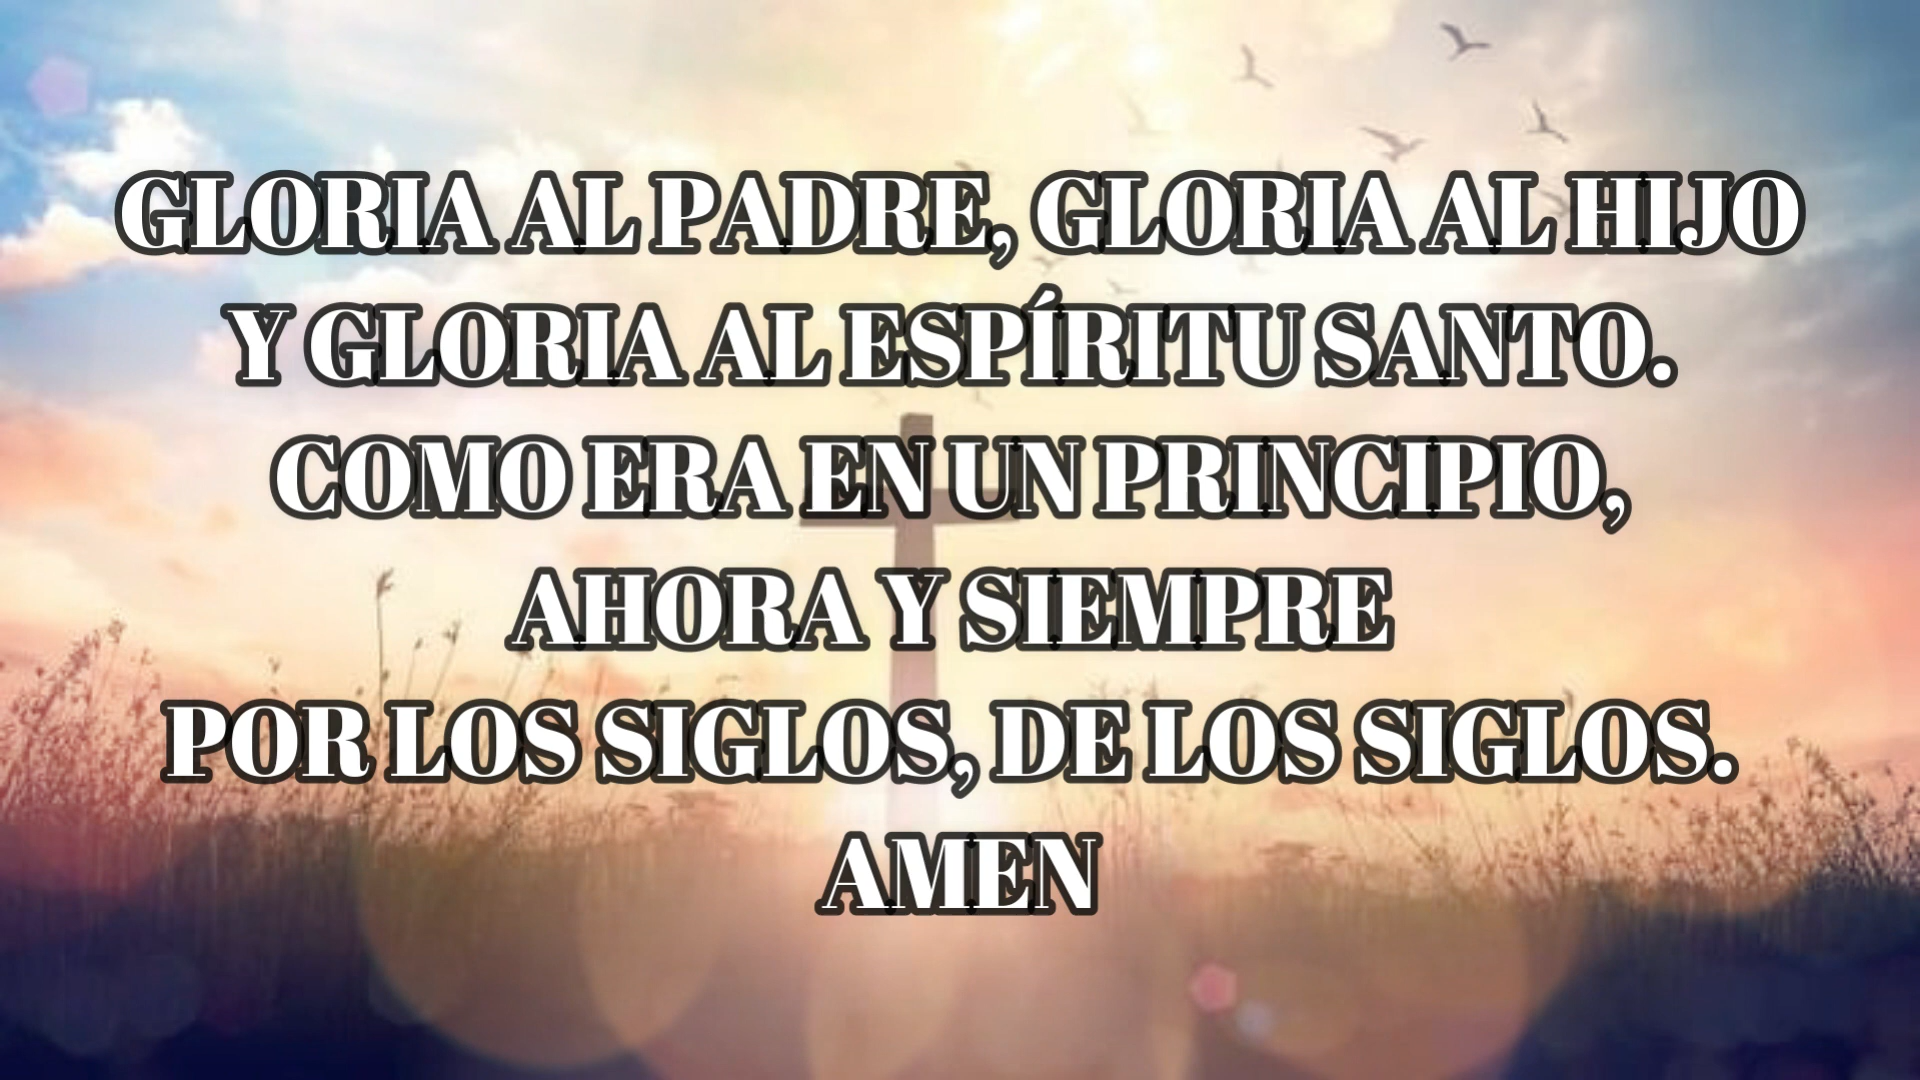 GLORIA AL PADRE, GLORIA AL HIJO
Y GLORIA AL ESPÍRITU SANTO.
COMO ERA EN UN PRINCIPIO,
AHORA Y SIEMPRE
POR LOS SIGLOS, DE LOS SIGLOS.
AMEN